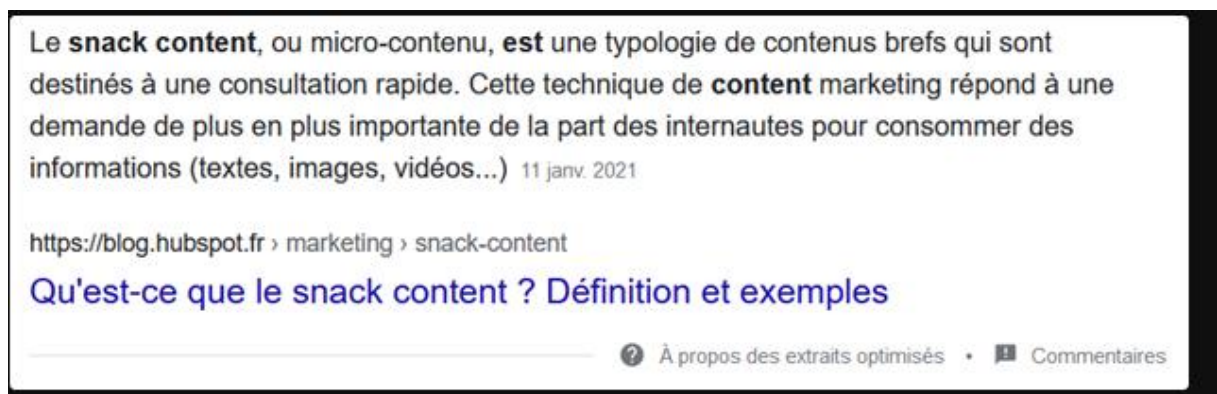 Le snack content, ou micro-contenu, est une typologie de contenus brefs qui sont
destinés à une consultation rapide. Cette technique de content marketing répond à une
demande de plus en plus importante de la part des internautes pour consommer des
informations (textes, images, vidéos...) 11 janv. 2021
https://blog.hubspot.fr › marketing › snack-content
Qu'est-ce que le snack content ? Définition et exemples
À propos des extraits optimisés • Commentaires